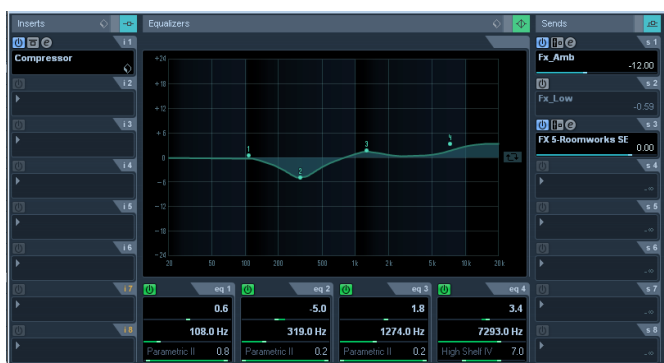 Inserts
Equalizers
Sends
e
i 1
Compressor
i 2
i 3
i 4
i 5
i 6
i 7
i 8
+24
+18
+12
+6
0
-6
-12
-18
-24
1
2
3
4
20
50
100
200
500
1k
2k
5k
10k
20k
eq 1
eq 2
eq 3
eq 4
0.6
-5.0
1.8
3.4
108.0 Hz
319.0 Hz
1274.0 Hz
7293.0 Hz
Parametric II 0.8
Parametric II 0.2
Parametric II 0.2
High Shelf IV 7.0
e
s 1
Fx_Amb
-12.00
s 2
Fx_Low
-0.59
e
s 3
FX 5-Roomworks SE
0.00
s 4
-∞
s 5
-∞
s 6
-∞
s 7
-∞
s 8
-∞